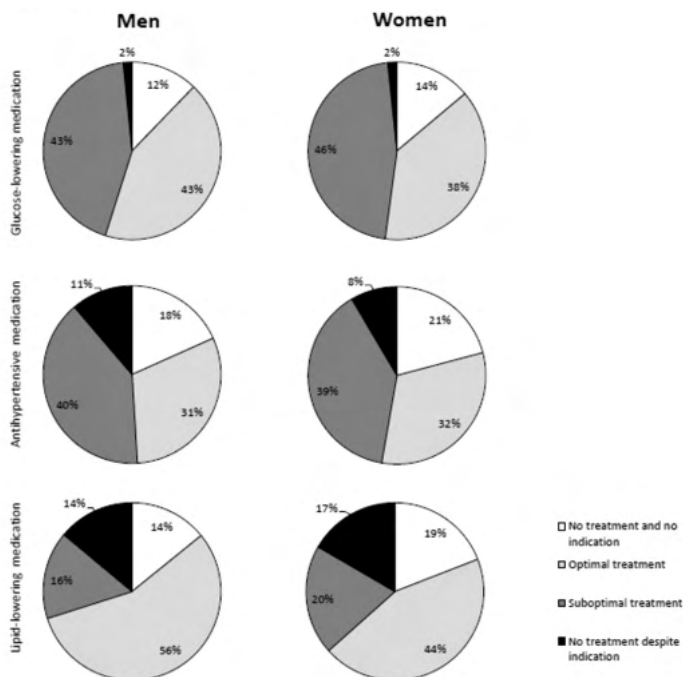 Men
Women
Glucose-lowering medication
2%
12%
43%
43%
2%
14%
46%
38%
Antihypertensive medication
11%
18%
40%
31%
8%
21%
39%
32%
Lipid-lowering medication
14%
14%
16%
56%
17%
19%
20%
44%
No treatment and no
indication
Optimal treatment
Suboptimal treatment
No treatment despite
indication